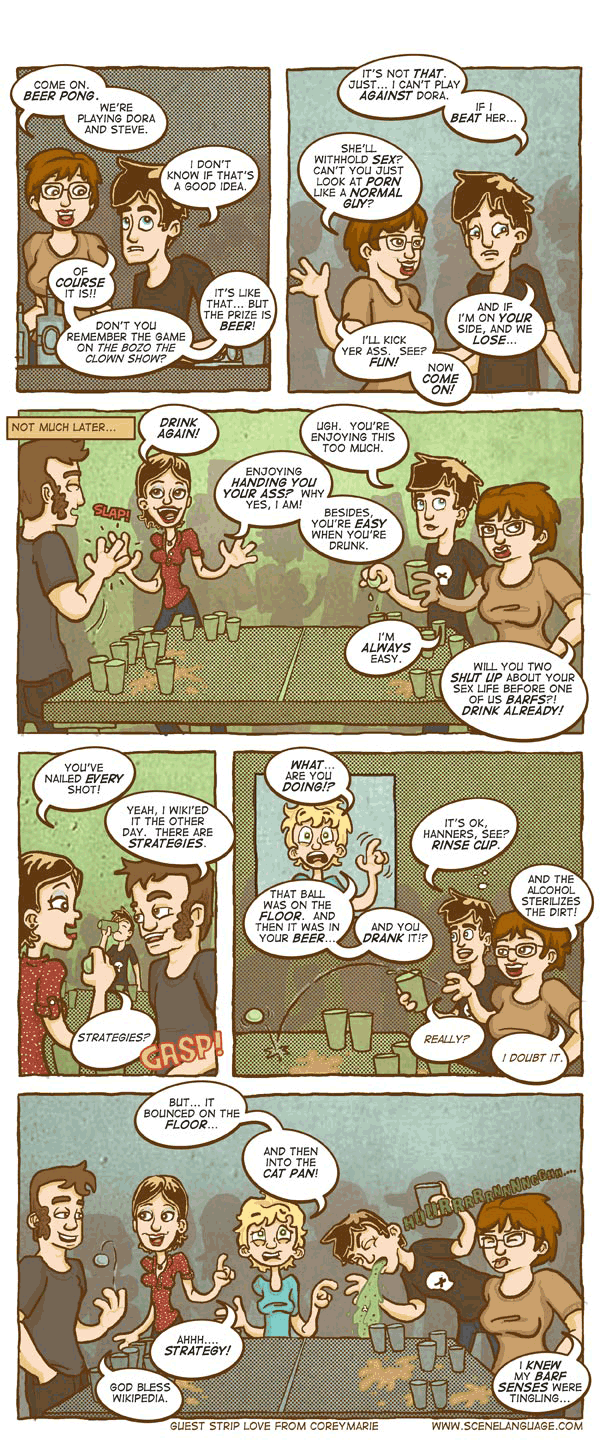 COME ON.
BEER PONG.
WE'RE
PLAYING DORA
AND STEVE.
I DON'T
KNOW IF THAT'S
A GOOD IDEA.
OF
COURSE
IT IS!!
DON'T YOU
REMEMBER THE GAME
ON THE BOZO THE
CLOWN SHOW?
IT'S LIKE
THAT... BUT
THE PRIZE IS
BEER!
IT'S NOT THAT.
JUST... I CAN'T PLAY
AGAINST DORA.
IF I
BEAT HER...
SHE'LL
WITHHOLD SEX?
CAN'T YOU JUST
LOOK AT PORN
LIKE A NORMAL
GUY?
AND IF
I'M ON YOUR
SIDE, AND WE
LOSE...
I'LL KICK
YER ASS. SEE?
FUN!
NOW
COME
ON!
NOT MUCH LATER...
DRINK
AGAIN!
SLAP!
UGH. YOU'RE
ENJOYING THIS
TOO MUCH.
ENJOYING
HANDING YOU
YOUR ASS? WHY
YES, I AM!
BESIDES,
YOU'RE EASY
WHEN YOU'RE
DRUNK.
I'M
ALWAYS
EASY.
WILL YOU TWO
SHUT UP ABOUT YOUR
SEX LIFE BEFORE ONE
OF US BARFS?!
DRINK ALREADY!
YOU'VE
NAILED EVERY
SHOT!
YEAH, I WIKI'ED
IT THE OTHER
DAY. THERE ARE
STRATEGIES.
STRATEGIES?
GASP!
WHAT...
ARE YOU
DOING!?
THAT BALL
WAS ON THE
FLOOR. AND
THEN IT WAS IN
YOUR BEER...
AND YOU
DRANK IT!?
IT'S OK,
HANNERS, SEE?
RINSE CUP.
AND THE
ALCOHOL
STERILIZES
THE DIRT!
REALLY?
I DOUBT IT.
BUT... IT
BOUNCED ON THE
FLOOR...
AND THEN
INTO THE
CAT PAN!
HUURRRRRNNNNGGHH....
AHHH....
STRATEGY!
GOD BLESS
WIKIPEDIA.
I KNEW
MY BARF
SENSES WERE
TINGLING...
GUEST STRIP LOVE FROM COREYMARIE
WWW.SCENELANGUAGE.COM